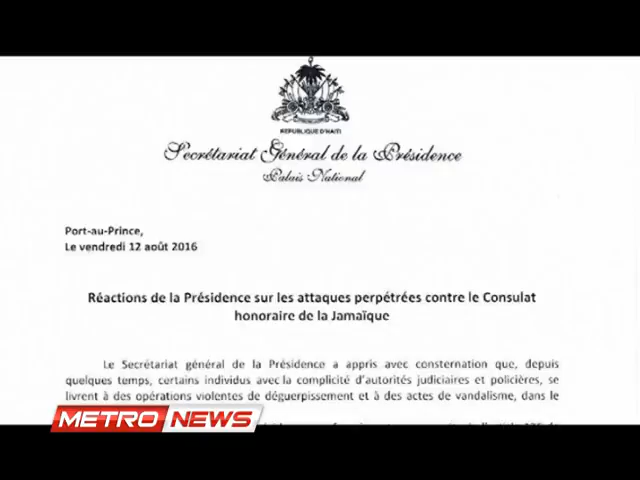 REPUBLIQUE D'HAITI
Secrétariat Général de la Présidence
Palais National
Port-au-Prince,
Le vendredi 12 août 2016
Réactions de la Présidence sur les attaques perpétrées contre le Consulat
honoraire de la Jamaïque
Le Secrétariat général de la Présidence a appris avec consternation que, depuis
quelques temps, certains individus avec la complicité d'autorités judiciaires et policières, se
livrent à des opérations violentes de déguerpissement et à des actes de vandalisme, dans le
METRO NEWS